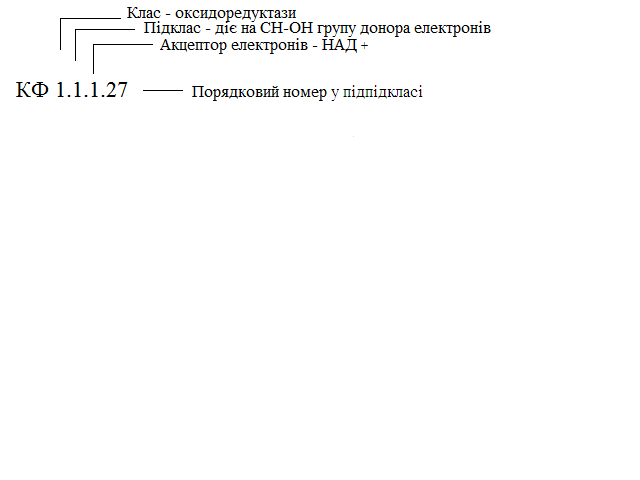 Клас - оксидоредуктази
Підклас - діє на СН-ОН групу донора електронів
Акцептор електронів - НАД +
КФ 1.1.1.27
Порядковий номер у підпідкласі